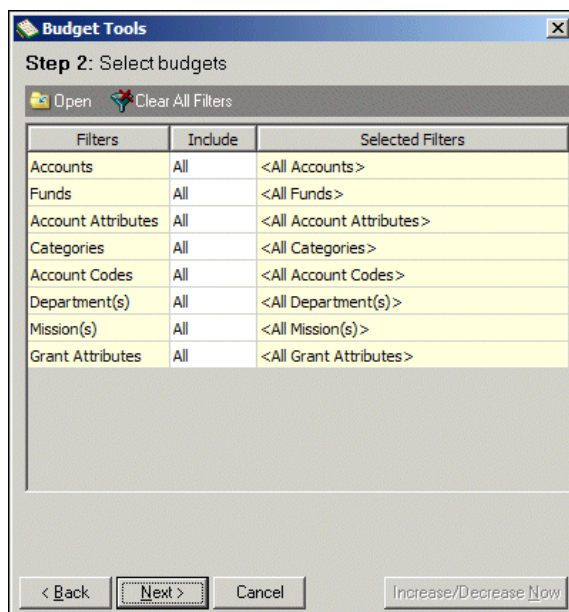 Budget Tools
Step 2: Select budgets
Open Clear All Filters
Filters Include Selected Filters
Accounts All <All Accounts>
Funds All <All Funds>
Account Attributes All <All Account Attributes>
Categories All <All Categories>
Account Codes All <All Account Codes>
Department(s) All <All Department(s)>
Mission(s) All <All Mission(s)>
Grant Attributes All <All Grant Attributes>
< Back Next > Cancel Increase/Decrease Now